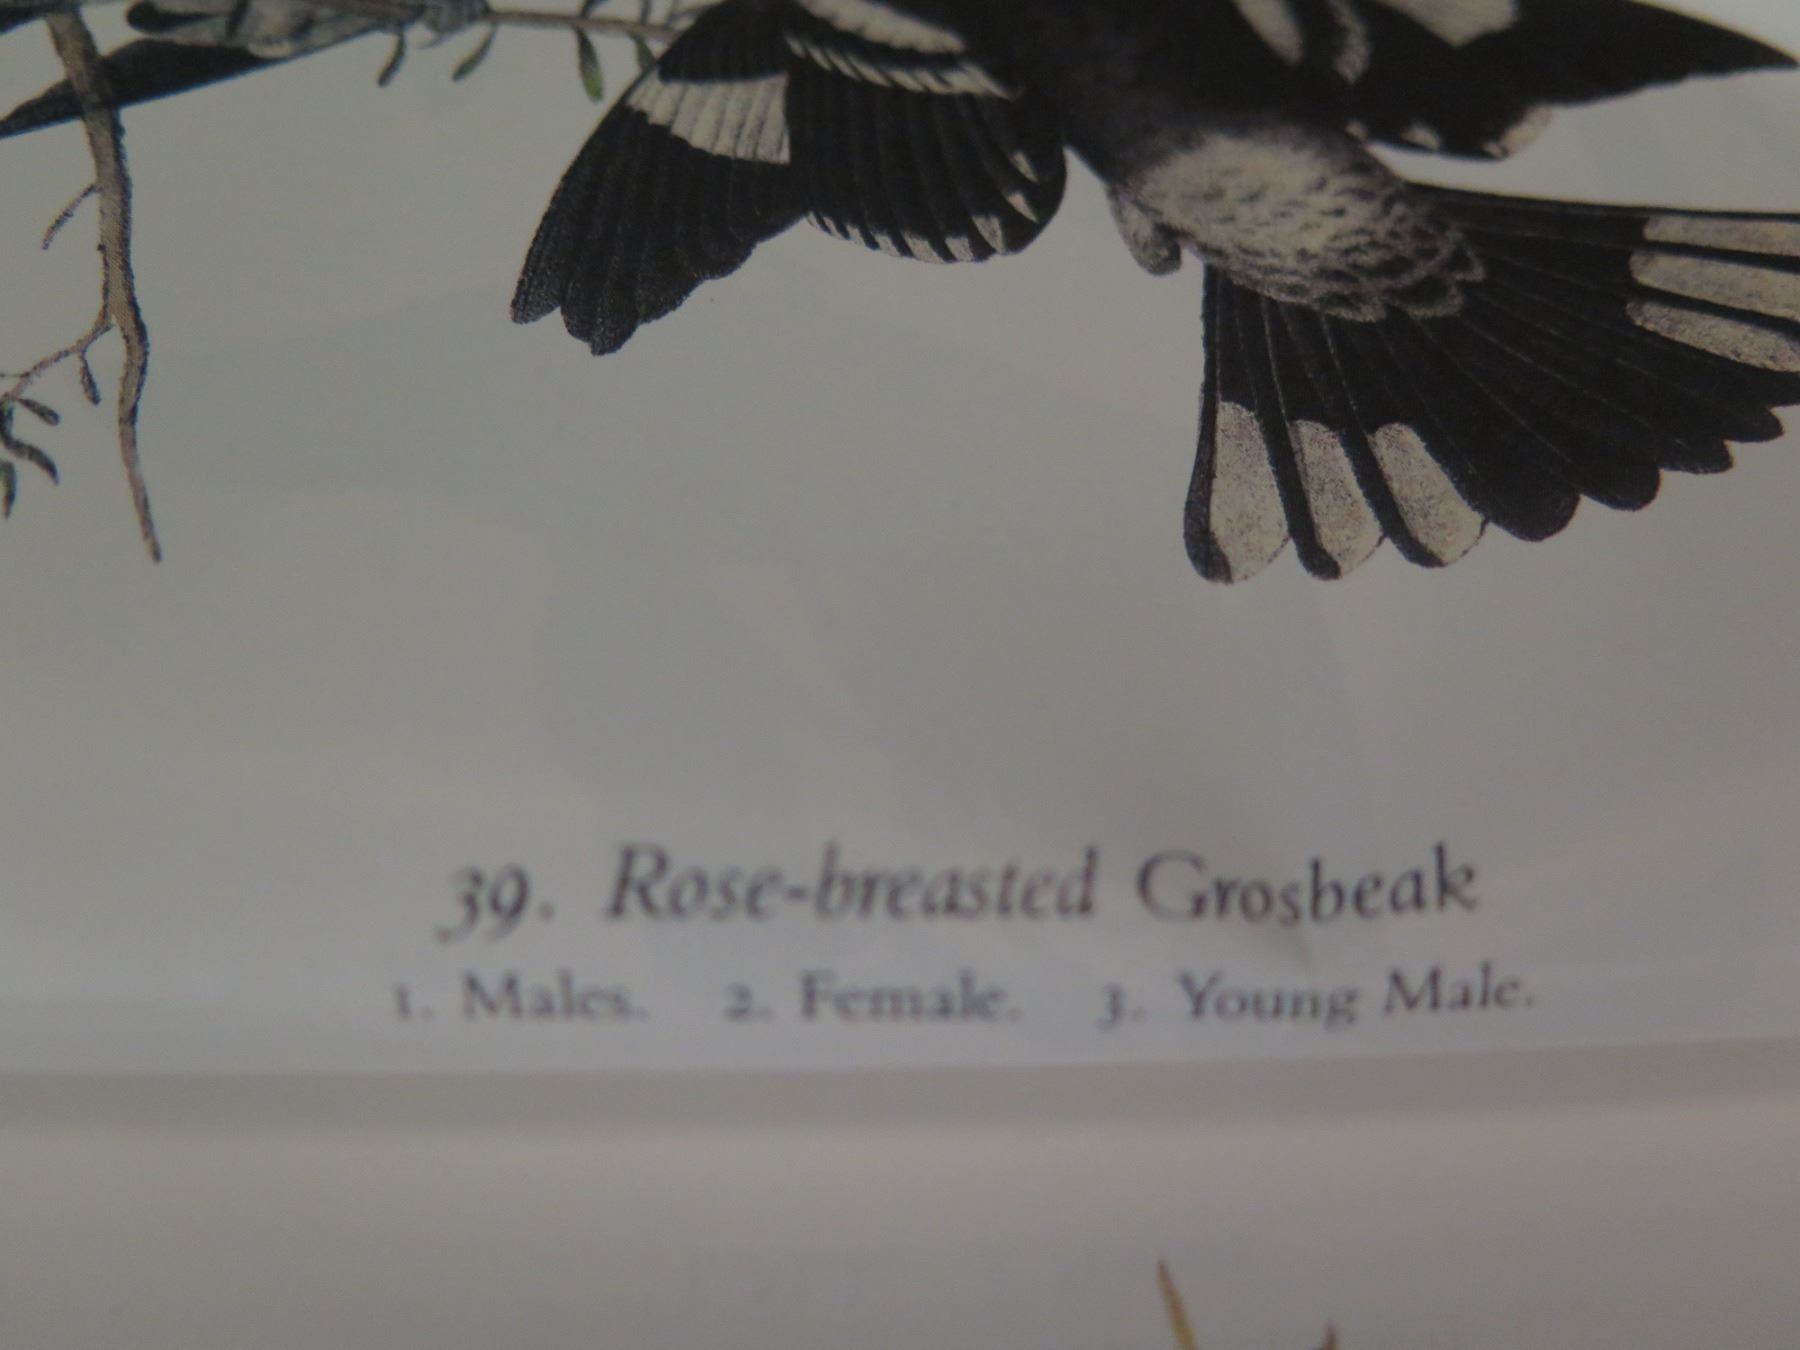 39. Rose-breasted Grosbeak
1. Males. 2. Female. 3. Young Male.